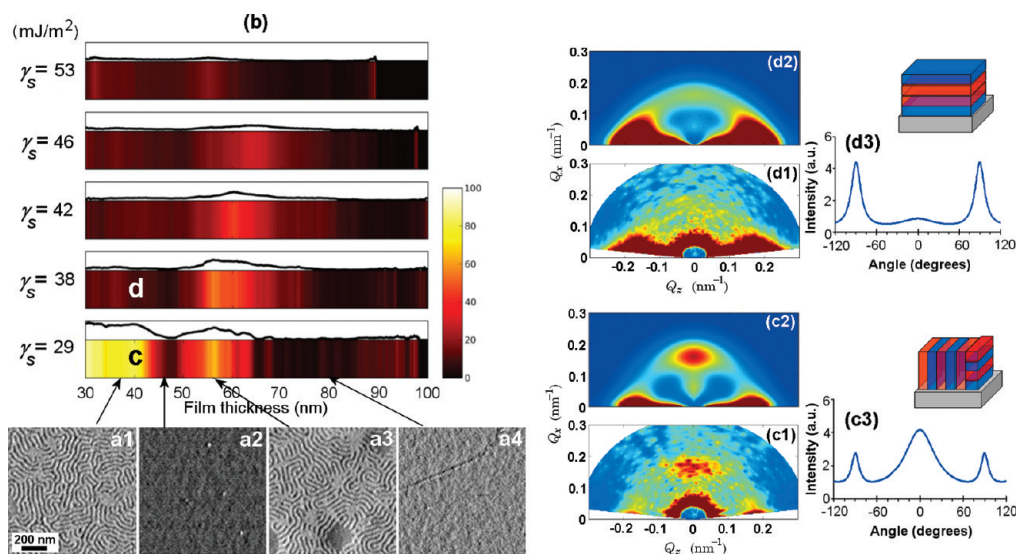 (mJ/m²)
(b)
γs = 53
γs = 46
γs = 42
γs = 38
γs = 29
d
c
100
80
60
40
20
0
30 40 50 60 70 80 90 100
Film thickness (nm)
a1
a2
a3
a4
200 nm
(d2)
0.3
0.2
0.1
0
Qx (nm⁻¹)
(d1)
0.3
0.2
0.1
0
-0.2 -0.1 0 0.1 0.2
Qz (nm⁻¹)
(d3)
Intensity (a.u.)
6
4
2
0
-120 -60 0 60 120
Angle (degrees)
(c2)
0.3
0.2
0.1
0
Qx (nm⁻¹)
(c1)
0.3
0.2
0.1
0
-0.2 -0.1 0 0.1 0.2
Qz (nm⁻¹)
(c3)
Intensity (a.u.)
6
4
2
0
-120 -60 0 60 120
Angle (degrees)